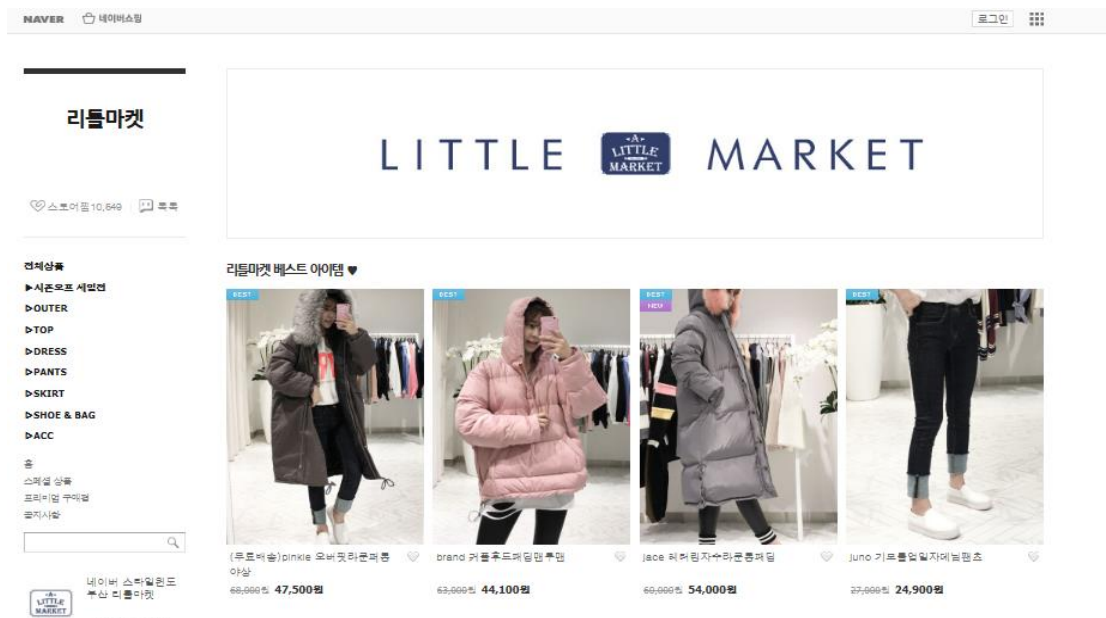 NAVER 네이버쇼핑 로그인
리틀마켓
LITTLE A LITTLE MARKET MARKET
스토어찜 10,649 톡톡
전체상품
▶시즌오프 세일전
▷OUTER
▷TOP
▷DRESS
▷PANTS
▷SKIRT
▷SHOE & BAG
▷ACC
홈
스페셜 상품
프리미엄 구매평
공지사항
네이버 스타일윈도
부산 리틀마켓
A LITTLE MARKET
리틀마켓 베스트 아이템 ♥
BEST
BEST
BEST
NEW
BEST
(무료배송)pinkie 오버핏라쿤퍼롱
야상
68,000원 47,500원
brand 커플후드패딩맨투맨
63,000원 44,100원
jace 레터링자수라운롱패딩
60,000원 54,000원
juno 기모롤업일자데님팬츠
27,000원 24,900원